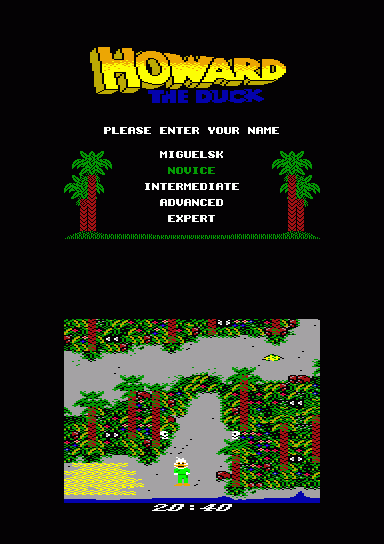 HOWARD
THE DUCK
PLEASE ENTER YOUR NAME
MIGUELSK
NOVICE
INTERMEDIATE
ADVANCED
EXPERT
20:40